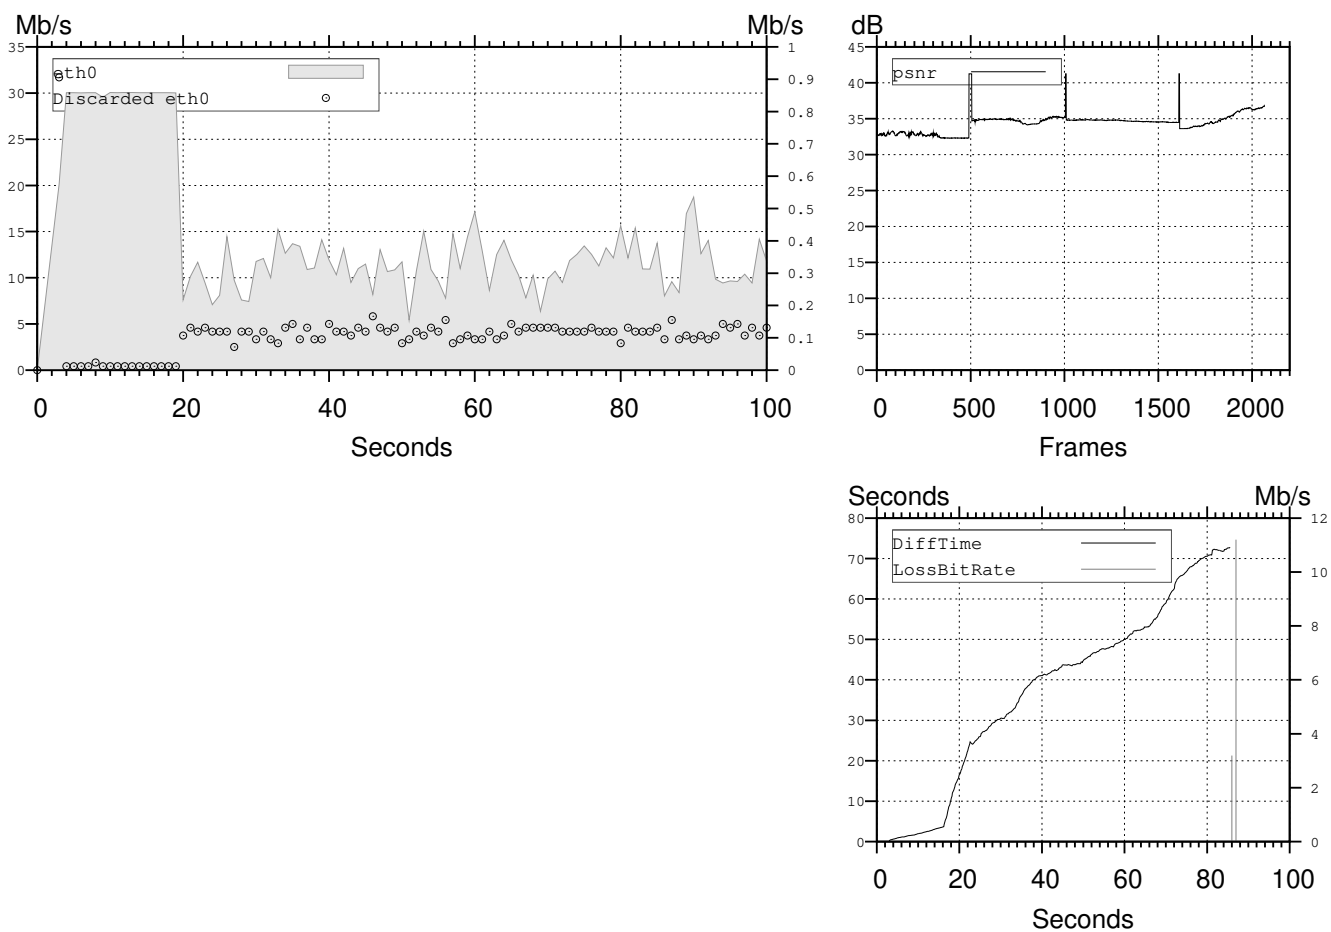 Mb/s Mb/s
35 1
eth0
0.9
Discarded eth0
30
0.8
25
0.7
0.6
20
0.5
15
0.4
10 0.3
0.2
5
0.1
0 0
0 20 40 60 80 100
Seconds
dB
45
psnr
40
35
30
25
20
15
10
5
0
0 500 1000 1500 2000
Frames
Seconds Mb/s
80 12
DiffTime
70
10
LossBitRate
60
8
50
40 6
30
4
20
2
10
0 0
0 20 40 60 80 100
Seconds